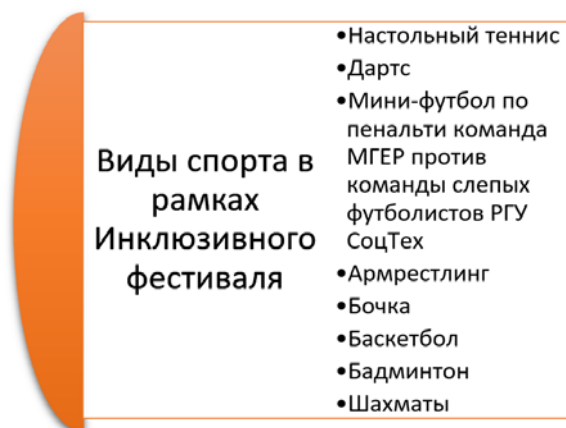 Виды спорта в
рамках
Инклюзивного
фестиваля
•Настольный теннис
•Дартс
•Мини-футбол по
пенальти команда
МГЕР против
команды слепых
футболистов РГУ
СоцТех
•Армрестлинг
•Бочка
•Баскетбол
•Бадминтон
•Шахматы